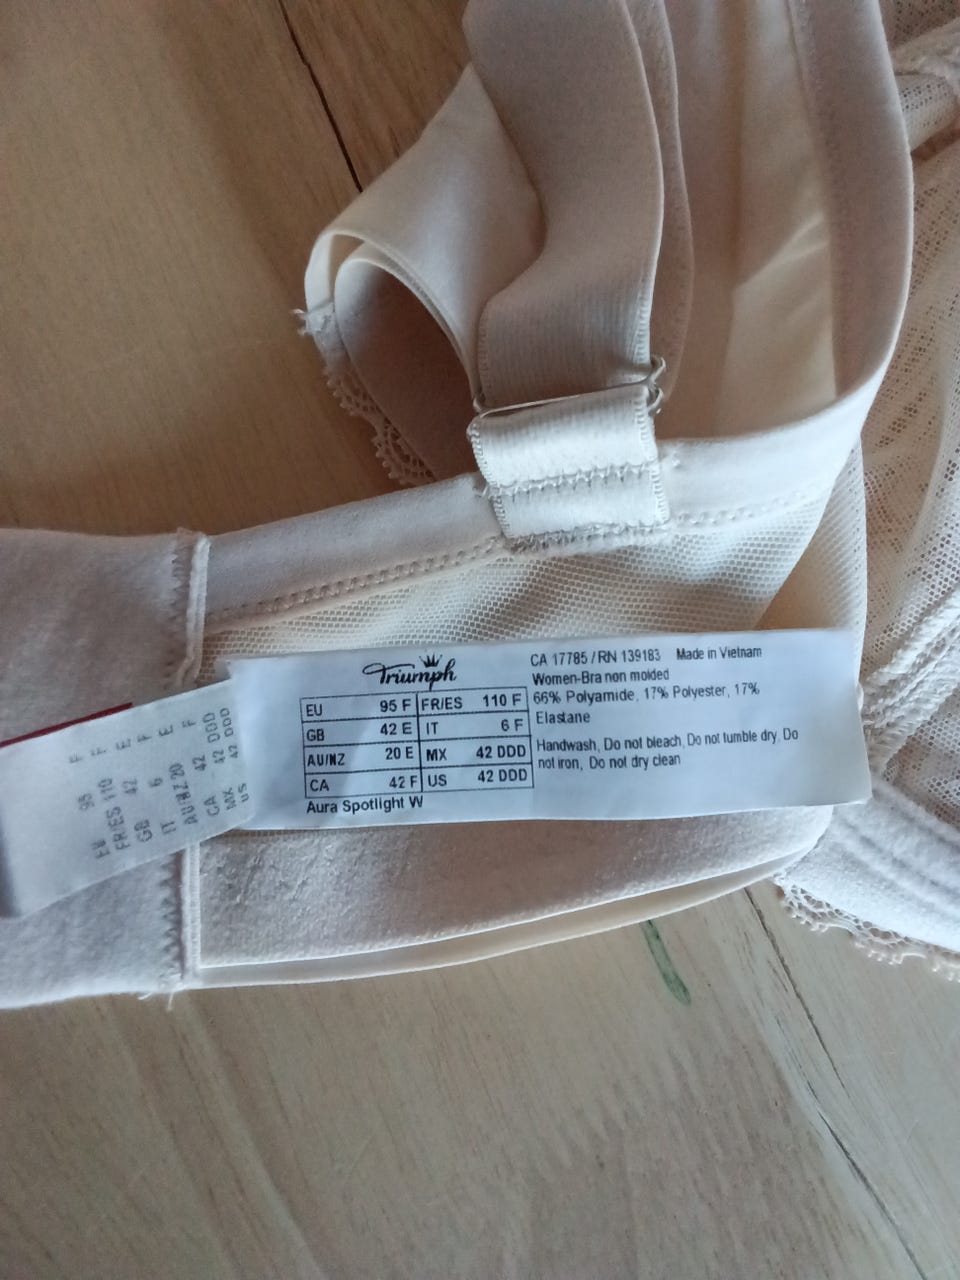 Triumph
EU 95 F FR/ES 110 F
GB 42 E IT 6 F
AU/NZ 20 E MX 42 DDD
CA 42 F US 42 DDD
Aura Spotlight W
CA 17785 / RN 139183 Made in Vietnam
Women-Bra non molded
66% Polyamide, 17% Polyester, 17%
Elastane
Handwash, Do not bleach, Do not tumble dry, Do
not iron, Do not dry clean
EU 95 F
FR/ES 110 F
GB 42 E
IT 6 F
AU/NZ 20 E
CA 42 F
MX 42 DDD
US 42 DDD